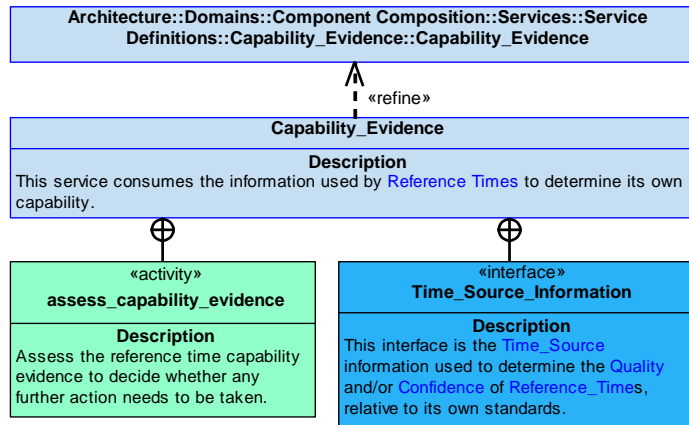 Architecture::Domains::Component Composition::Services::Service
Definitions::Capability_Evidence::Capability_Evidence
«refine»
Capability_Evidence
Description
This service consumes the information used by Reference Times to determine its own
capability.
«activity»
assess_capability_evidence
Description
Assess the reference time capability
evidence to decide whether any
further action needs to be taken.
«interface»
Time_Source_Information
Description
This interface is the Time_Source
information used to determine the Quality
and/or Confidence of Reference_Times,
relative to its own standards.